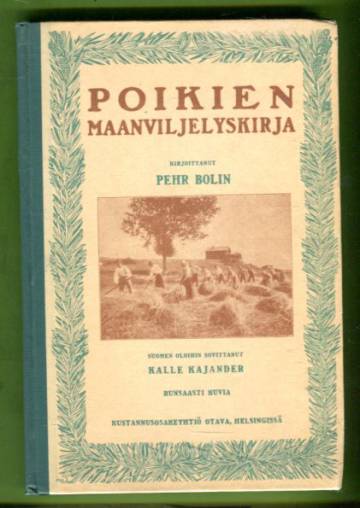 POIKIEN
MAANVILJELYSKIRJA
KIRJOITTANUT
PEHR BOLIN
SUOMEN OLOIHIN SOVITTANUT
KALLE KAJANDER
RUNSAASTI KUVIA
KUSTANNUSOSAKEYHTIÖ OTAVA, HELSINGISSÄ